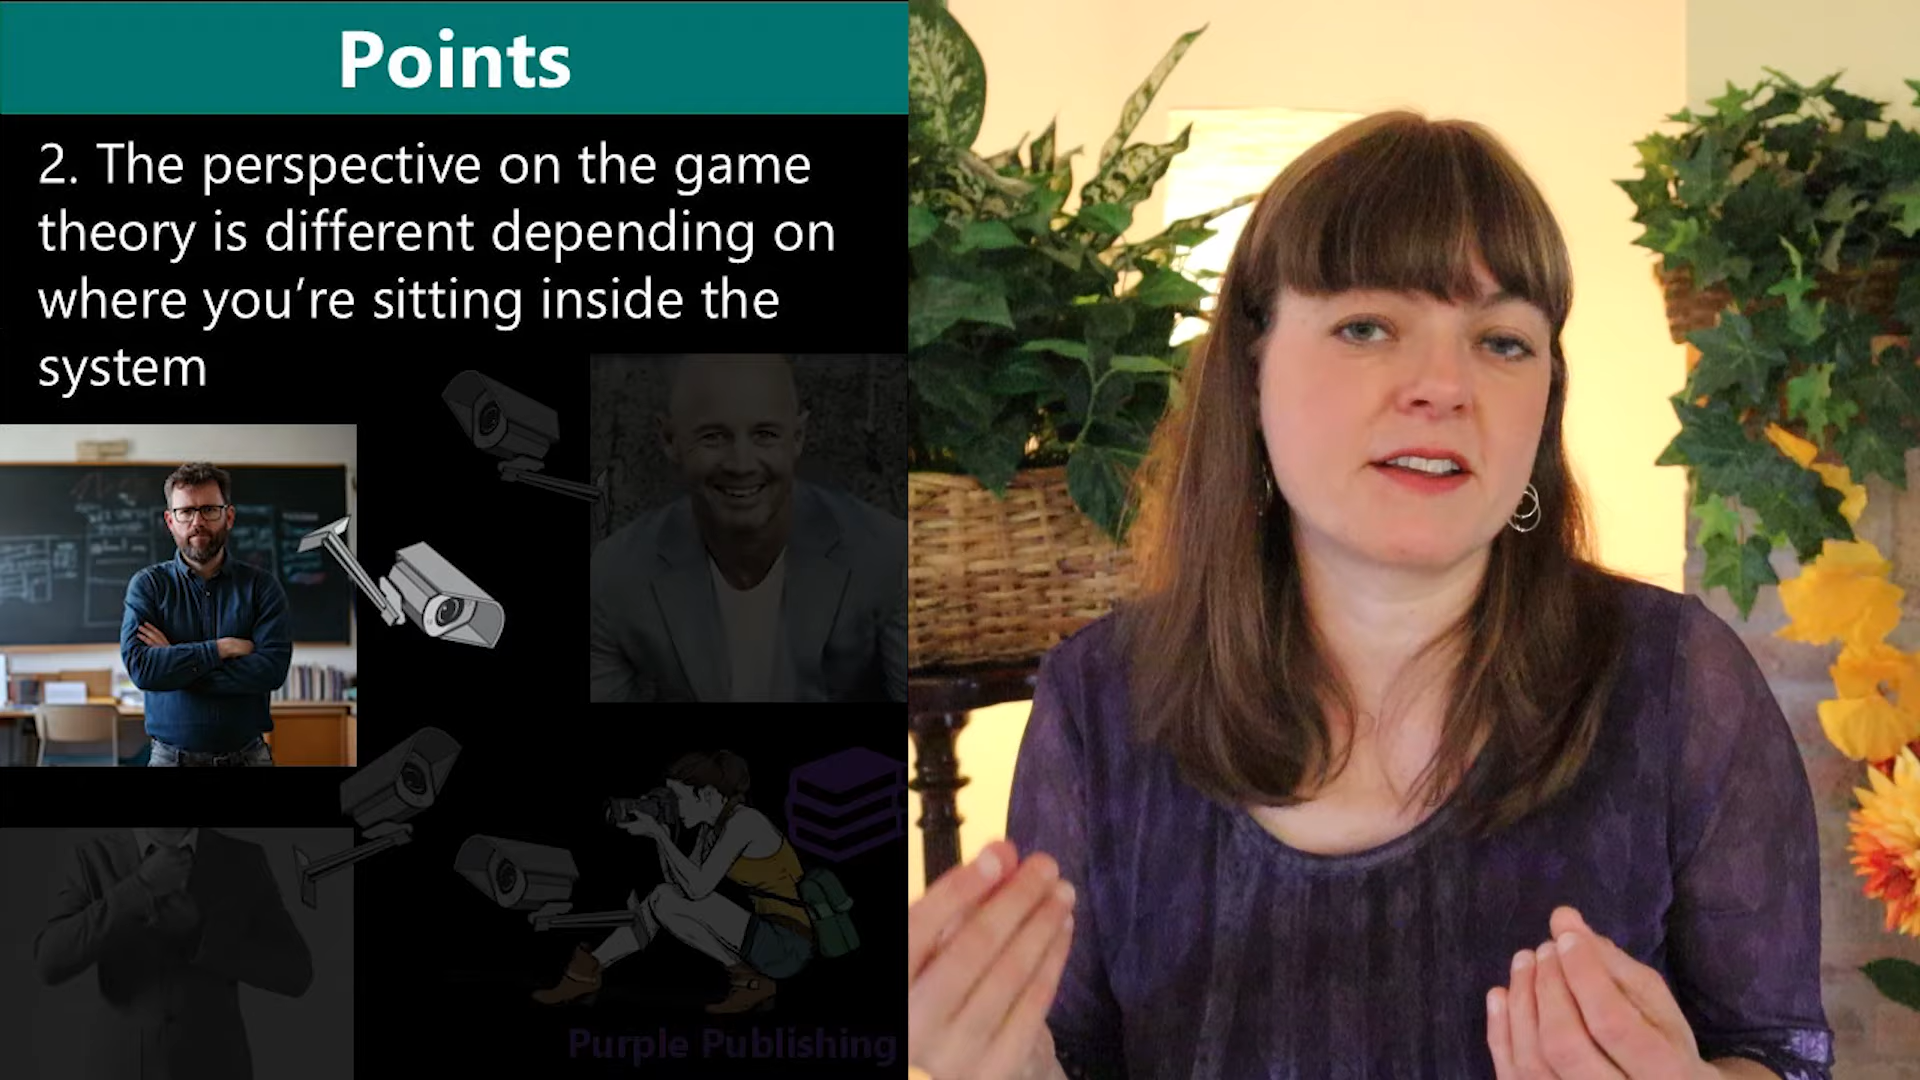 Points
2. The perspective on the game
theory is different depending on
where you’re sitting inside the
system
Purple Publishing